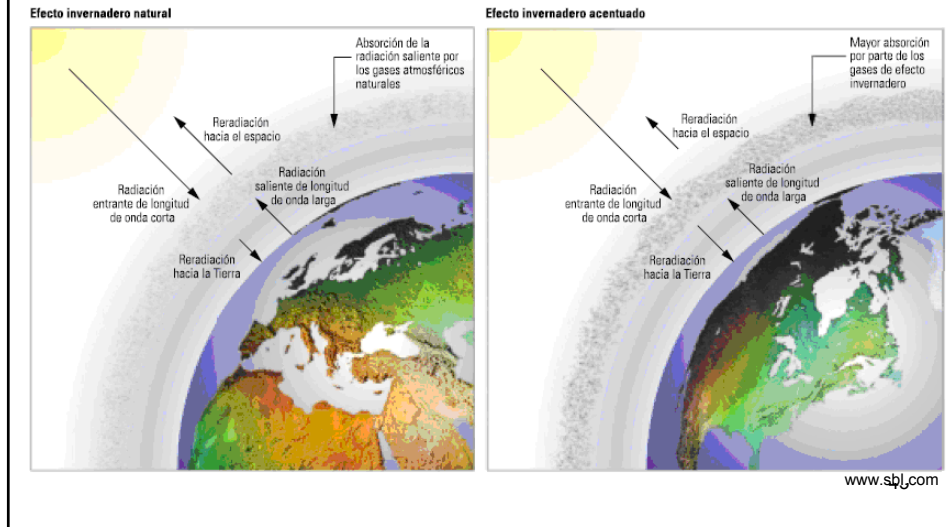 Efecto invernadero natural
Absorción de la
radiación saliente por
los gases atmosféricos
naturales
Reradiación
hacia el espacio
Radiación
entrante de longitud
de onda corta
Radiación
saliente de longitud
de onda larga
Reradiación
hacia la Tierra
Efecto invernadero acentuado
Mayor absorción
por parte de los
gases de efecto
invernadero
Reradiación
hacia el espacio
Radiación
entrante de longitud
de onda corta
Radiación
saliente de longitud
de onda larga
Reradiación
hacia la Tierra